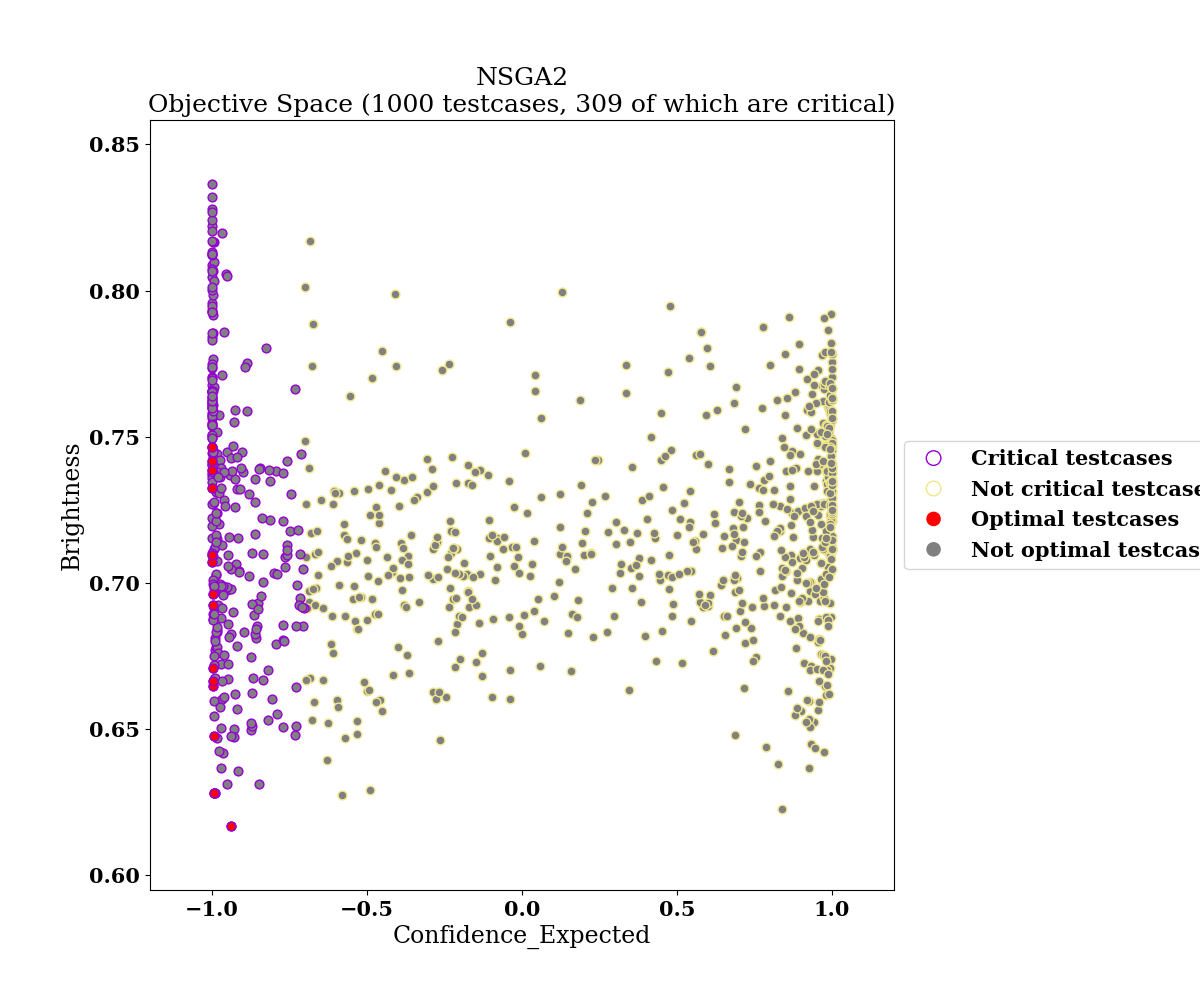 NSGA2
Objective Space (1000 testcases, 309 of which are critical)
0.85
0.80
0.75
0.70
0.65
0.60
Brightness
−1.0 −0.5 0.0 0.5 1.0
Confidence_Expected
Critical testcases
Not critical testcase
Optimal testcases
Not optimal testcas